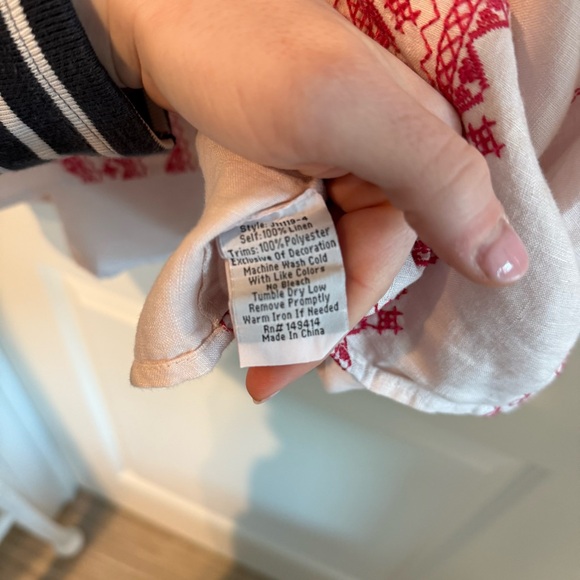 Self:100% Linen
Trims:100% Polyester
Exclusive Of Decoration
Machine Wash Cold
With Like Colors
No Bleach
Tumble Dry Low
Remove Promptly
Warm Iron If Needed
Rn# 149414
Made In China